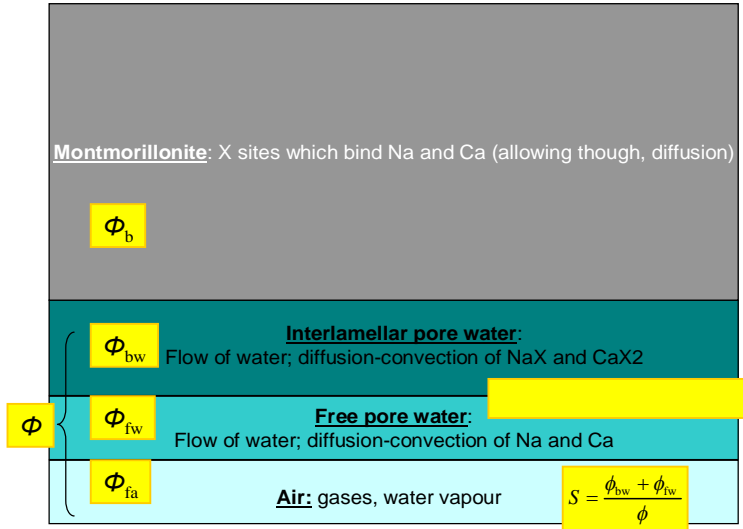 Montmorillonite: X sites which bind Na and Ca (allowing though, diffusion)
Φb
Interlamellar pore water:
Φbw
Flow of water; diffusion-convection of NaX and CaX2
Φ
Φfw
Free pore water:
Flow of water; diffusion-convection of Na and Ca
Φfa
Air: gases, water vapour
S = (ϕbw + ϕfw) / ϕ